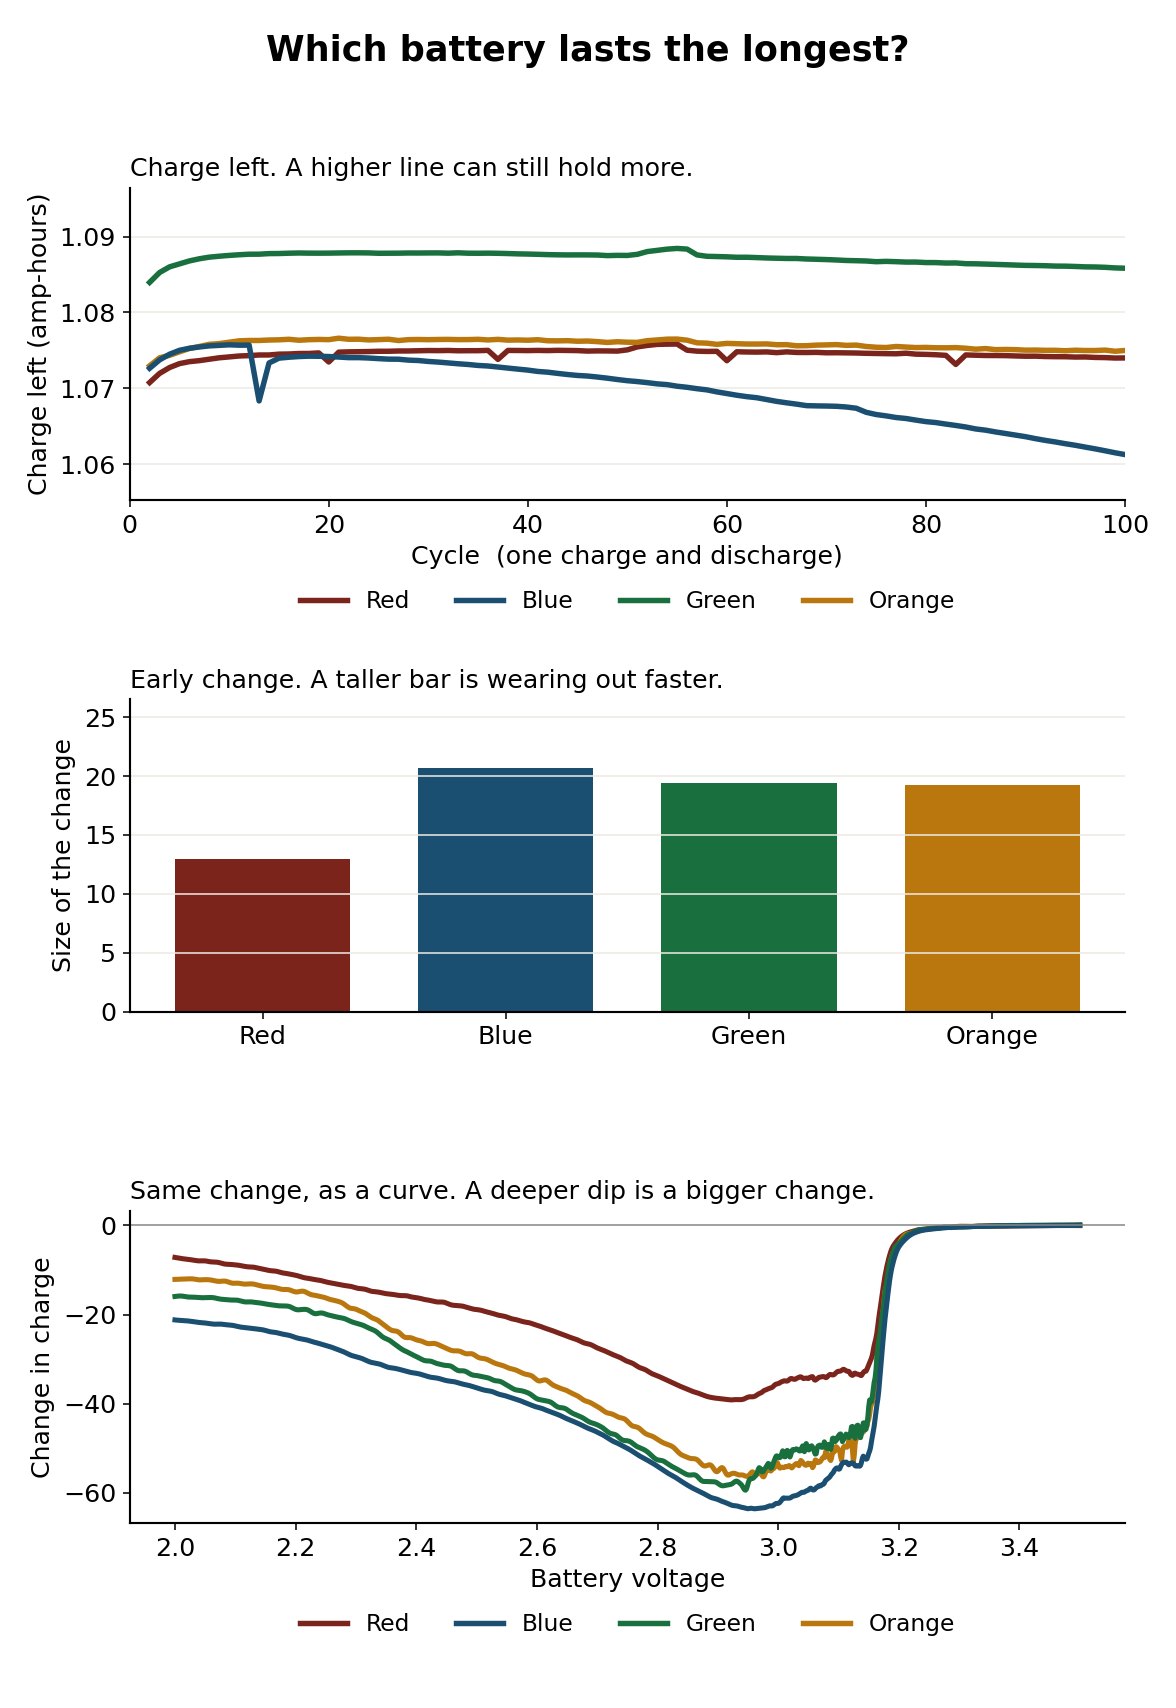 Which battery lasts the longest?
Charge left. A higher line can still hold more.
Charge left (amp-hours)
1.09
1.08
1.07
1.06
0 20 40 60 80 100
Cycle (one charge and discharge)
Red Blue Green Orange
Early change. A taller bar is wearing out faster.
Size of the change
25
20
15
10
5
0
Red Blue Green Orange
Same change, as a curve. A deeper dip is a bigger change.
Change in charge
0
−20
−40
−60
2.0 2.2 2.4 2.6 2.8 3.0 3.2 3.4
Battery voltage
Red Blue Green Orange